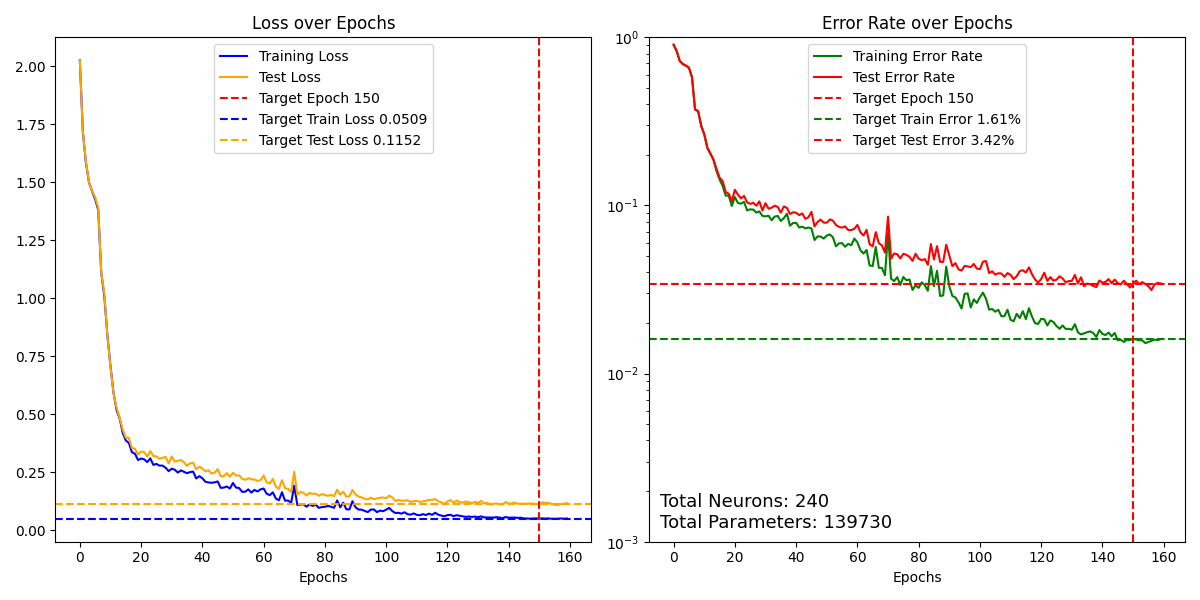 Loss over Epochs
Training Loss
Test Loss
Target Epoch 150
Target Train Loss 0.0509
Target Test Loss 0.1152
2.00
1.75
1.50
1.25
1.00
0.75
0.50
0.25
0.00
0 20 40 60 80 100 120 140 160
Epochs
Error Rate over Epochs
Training Error Rate
Test Error Rate
Target Epoch 150
Target Train Error 1.61%
Target Test Error 3.42%
10⁰
10⁻¹
10⁻²
10⁻³
Total Neurons: 240
Total Parameters: 139730
0 20 40 60 80 100 120 140 160
Epochs